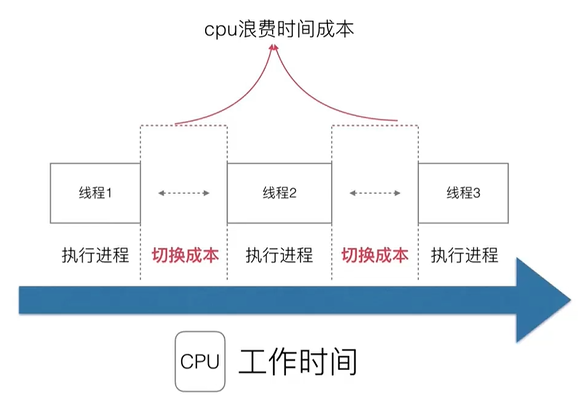 cpu浪费时间成本
线程1
线程2
线程3
执行进程 切换成本 执行进程 切换成本 执行进程
CPU 工作时间